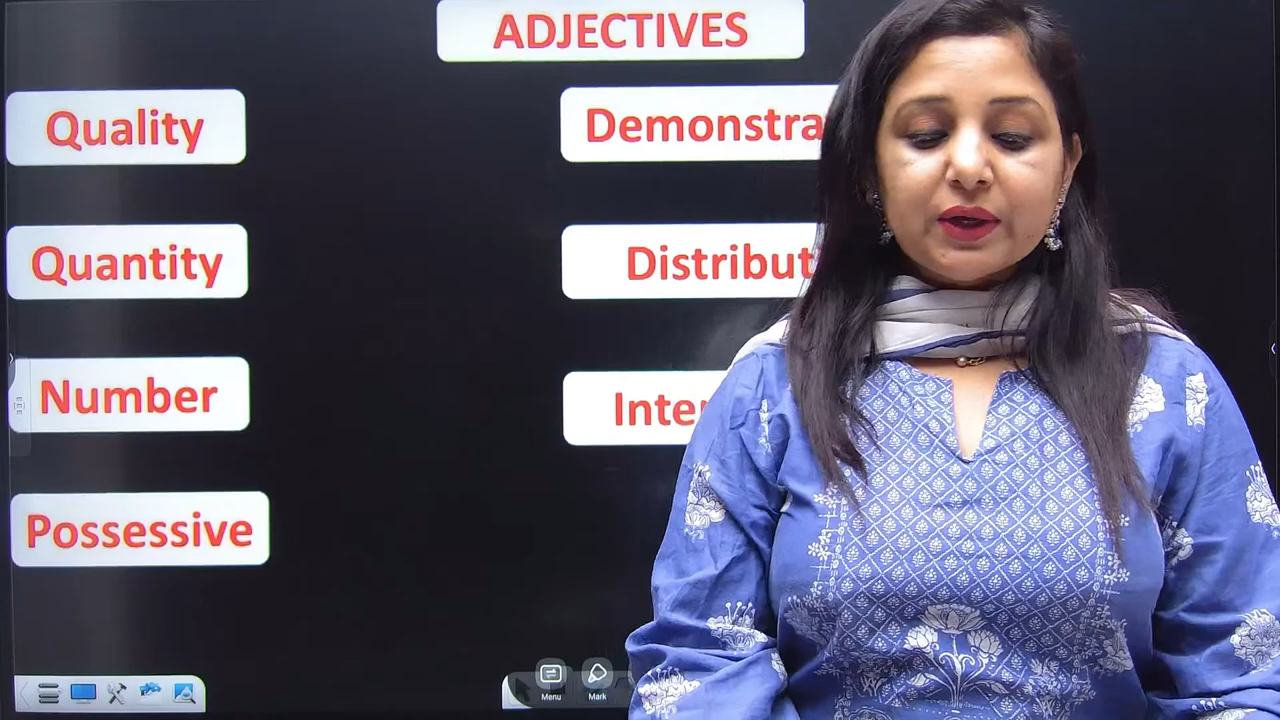 ADJECTIVES
Quality
Demonstra
Quantity
Distribut
Number
Inter
Possessive
Menu
Mark